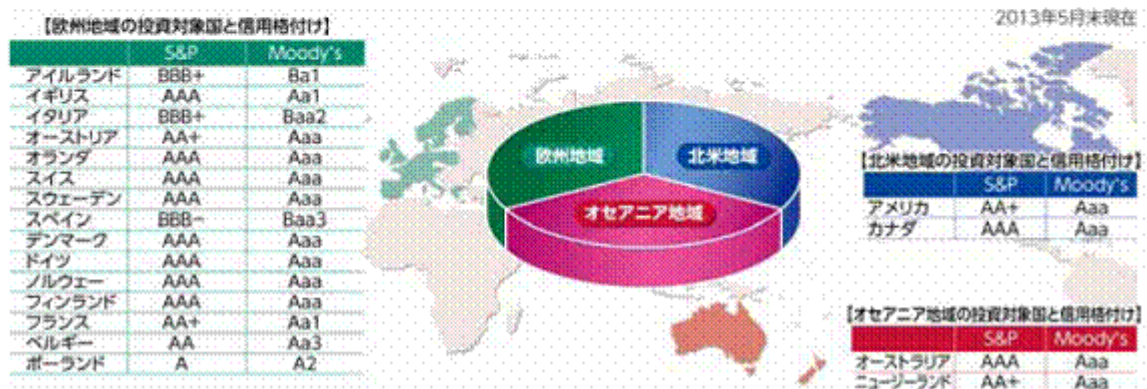 2013年5月末現在
【欧州地域の投資対象国と信用格付け】
S&P Moody's
アイルランド BBB+ Ba1
イギリス AAA Aa1
イタリア BBB+ Baa2
オーストリア AA+ Aaa
オランダ AAA Aaa
スイス AAA Aaa
スウェーデン AAA Aaa
スペイン BBB− Baa3
デンマーク AAA Aaa
ドイツ AAA Aaa
ノルウェー AAA Aaa
フィンランド AAA Aaa
フランス AA+ Aa1
ベルギー AA Aa3
ポーランド A A2
欧州地域
北米地域
オセアニア地域
【北米地域の投資対象国と信用格付け】
S&P Moody's
アメリカ AA+ Aaa
カナダ AAA Aaa
【オセアニア地域の投資対象国と信用格付け】
S&P Moody's
オーストラリア AAA Aaa
ニュージーランド AA+ Aaa